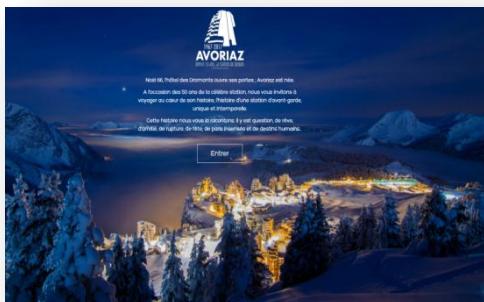 1967-2017
AVORIAZ
Noël 66, l'hôtel des Dromonts ouvre ses portes ; Avoriaz est née.
A l'occasion des 50 ans de la célèbre station, nous vous invitons à
voyager au cœur de son histoire, l'histoire d'une station d'avant-garde,
unique et intemporelle.
Cette histoire nous vous la racontons. Il y est question, de rêve,
d'amitié, de rupture, de fête, de paris insensés et de destins humains.
Entrer